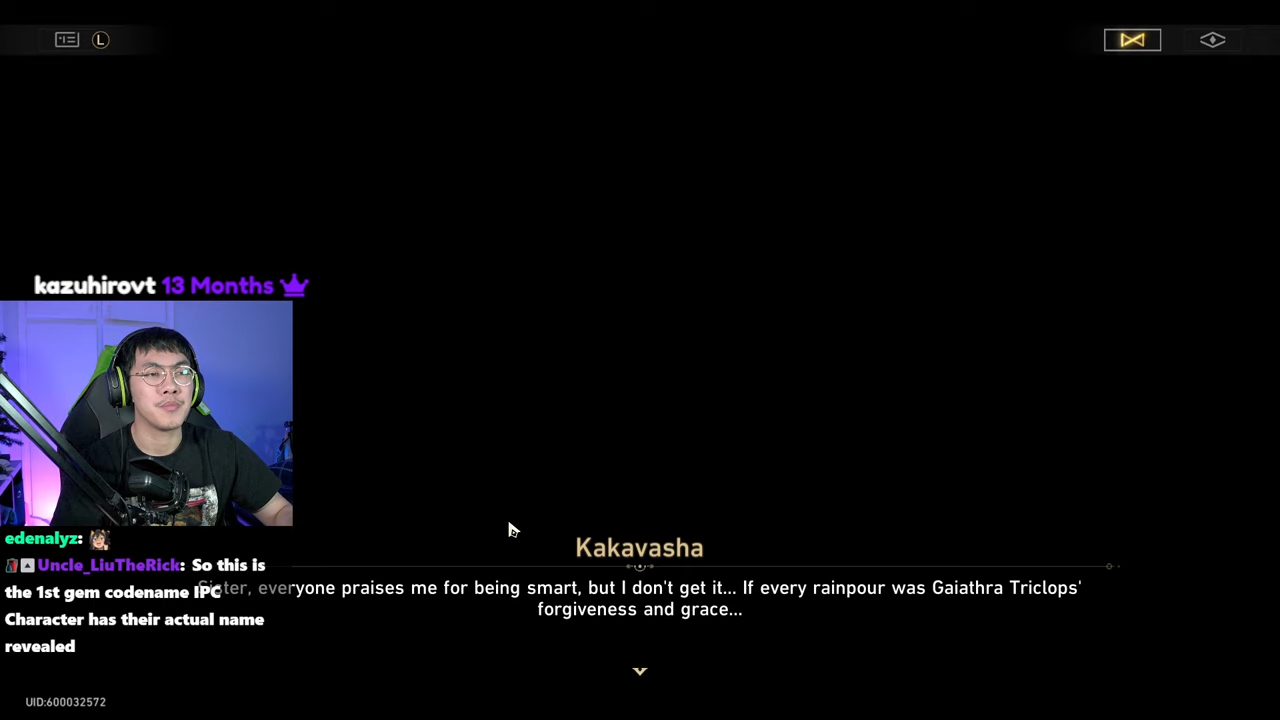 L
kazuhirovt 13 Months
edenalyz:
Uncle_LiuTheRick: So this is
the 1st gem codename IPC
Character has their actual name
revealed
Kakavasha
Sister, everyone praises me for being smart, but I don't get it... If every rainpour was Gaiathra Triclops'
forgiveness and grace...
UID:600032572